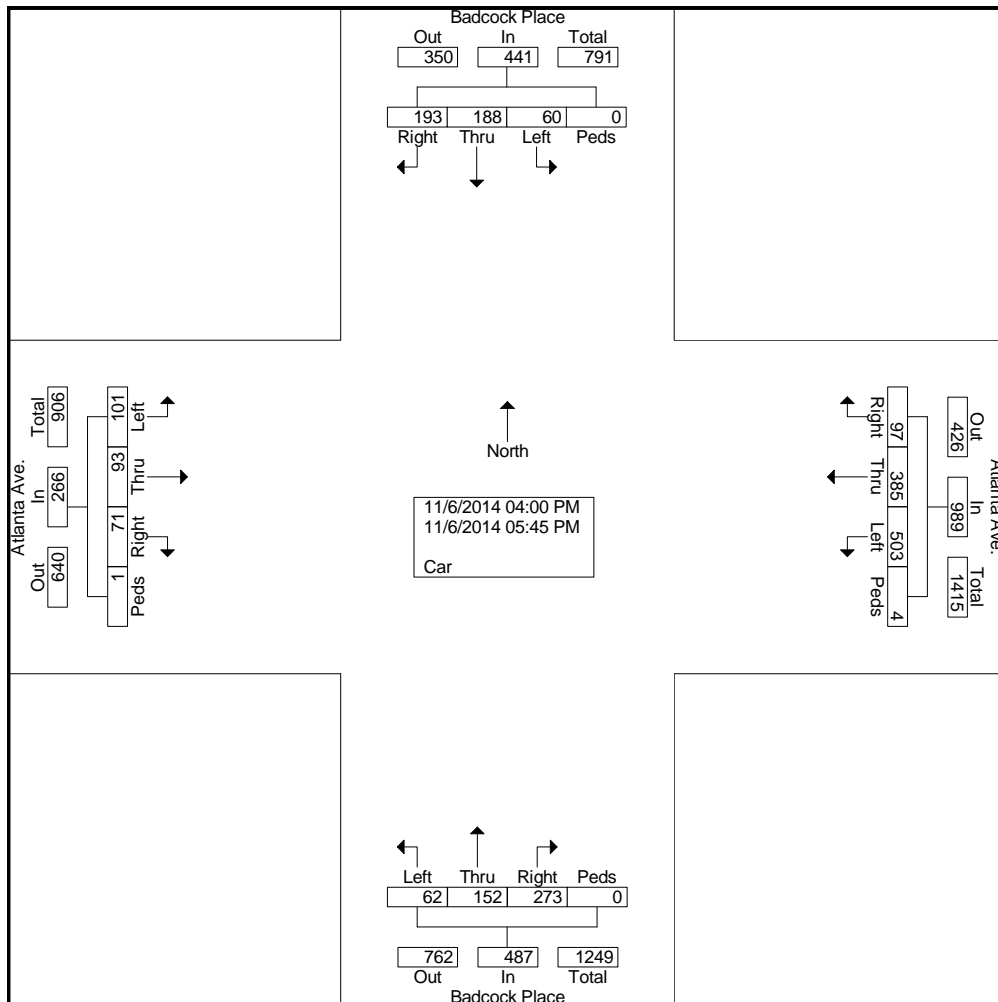 Badcock Place
Out In Total
350 441 791
193 188 60 0
Right Thru Left Peds
Atlanta Ave.
Total In Out
906 266 640
101 93 71 1
Left Thru Right Peds
North
11/6/2014 04:00 PM
11/6/2014 05:45 PM
Car
Right Thru Left Peds
97 385 503 4
Out In Total
426 989 1415
Atlanta Ave.
Left Thru Right Peds
62 152 273 0
762 487 1249
Out In Total
Badcock Place